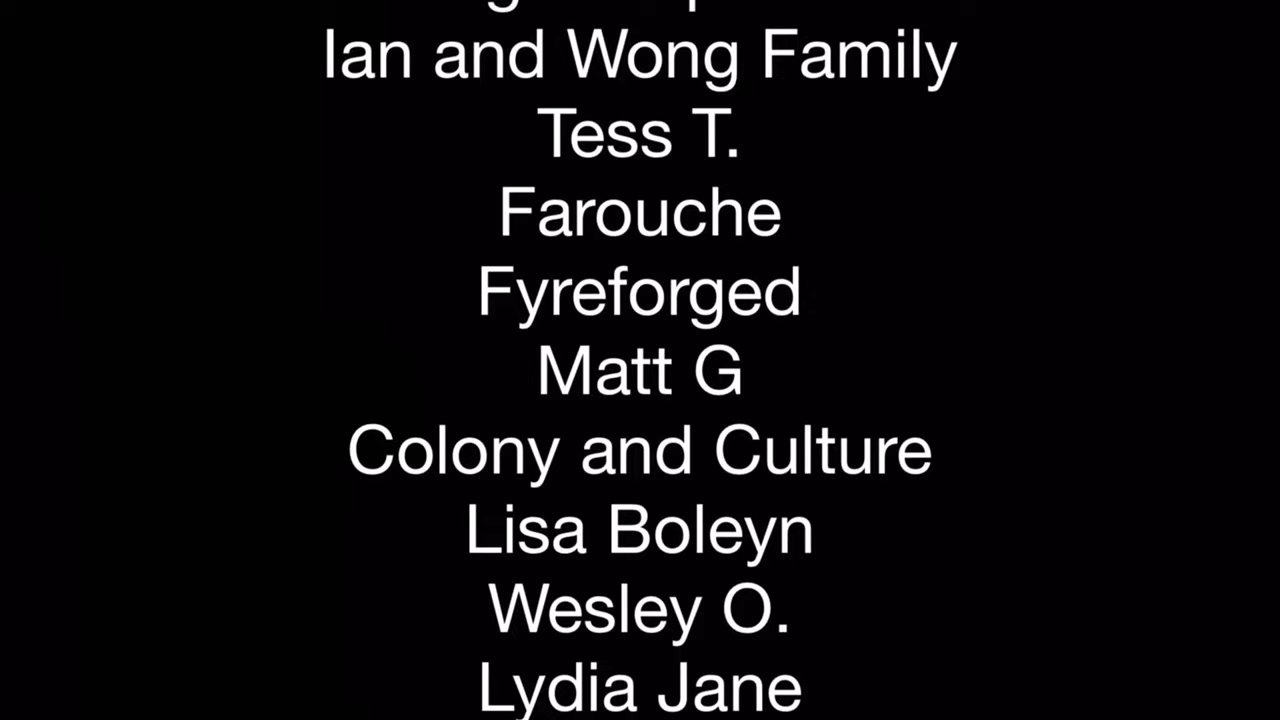 Ian and Wong Family
Tess T.
Farouche
Fyreforged
Matt G
Colony and Culture
Lisa Boleyn
Wesley O.
Lydia Jane